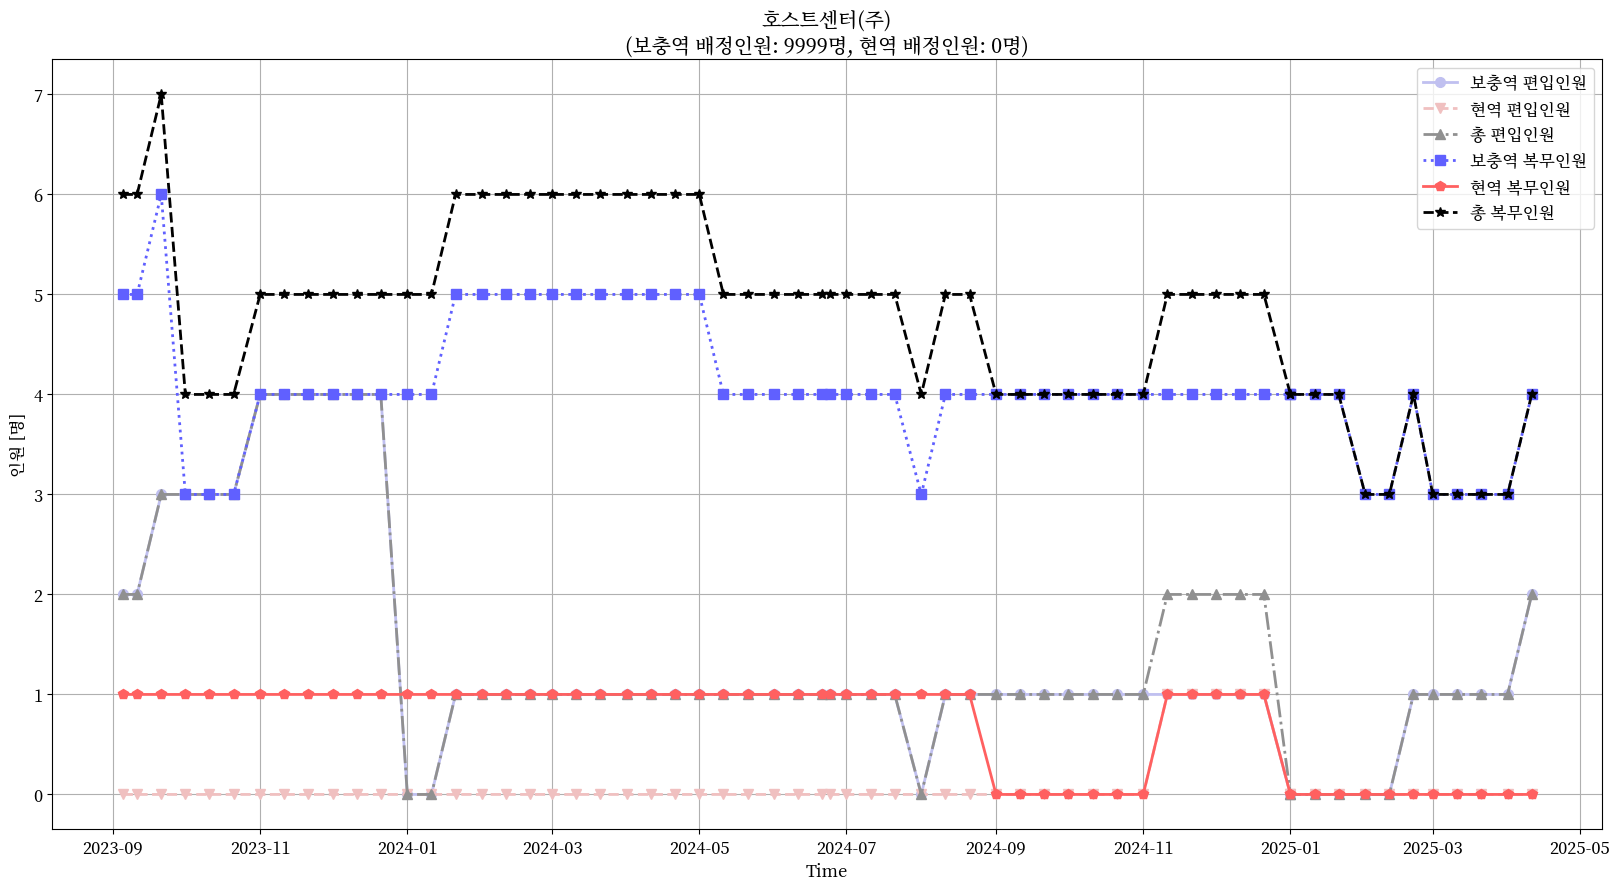 호스트센터(주)
(보충역 배정인원: 9999명, 현역 배정인원: 0명)
보충역 편입인원
현역 편입인원
총 편입인원
보충역 복무인원
현역 복무인원
총 복무인원
인원 [명]
7
6
5
4
3
2
1
0
2023-09
2023-11
2024-01
2024-03
2024-05
2024-07
2024-09
2024-11
2025-01
2025-03
2025-05
Time